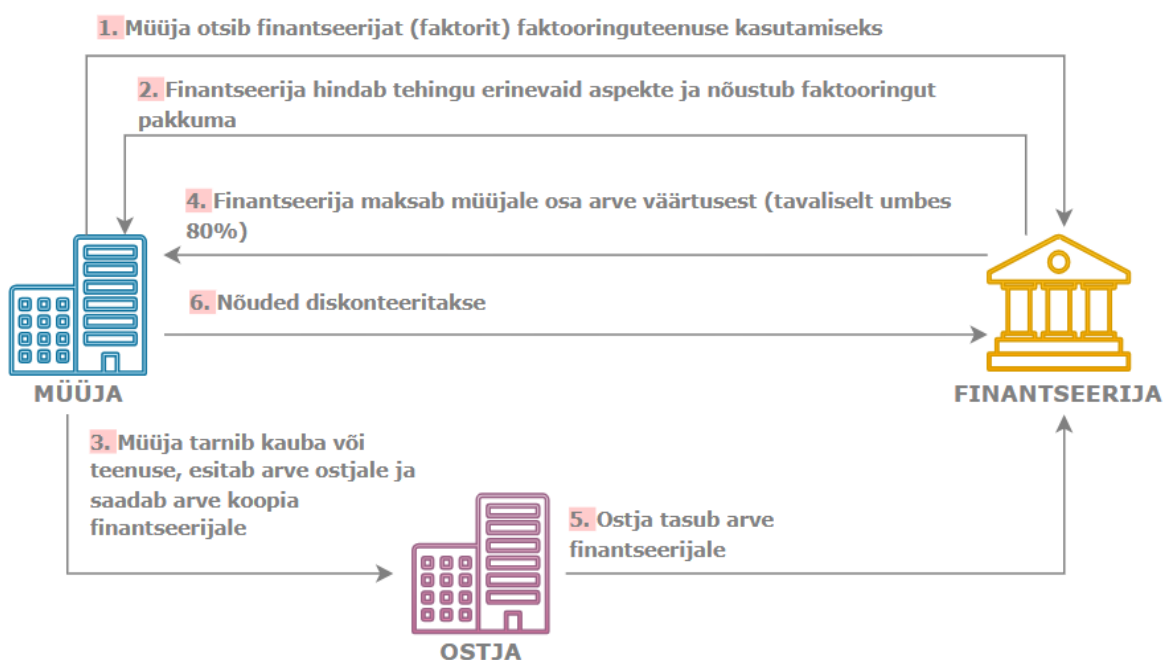 1. Müüja otsib finantseerijat (faktorit) faktooringuteenuse kasutamiseks
2. Finantseerija hindab tehingu erinevaid aspekte ja nõustub faktooringut
pakkuma
4. Finantseerija maksab müüjale osa arve väärtusest (tavaliselt umbes
80%)
6. Nõuded diskonteeritakse
MÜÜJA
FINANTSEERIJA
3. Müüja tarnib kauba või
teenuse, esitab arve ostjale ja
saadab arve koopia
finantseerijale
5. Ostja tasub arve
finantseerijale
OSTJA